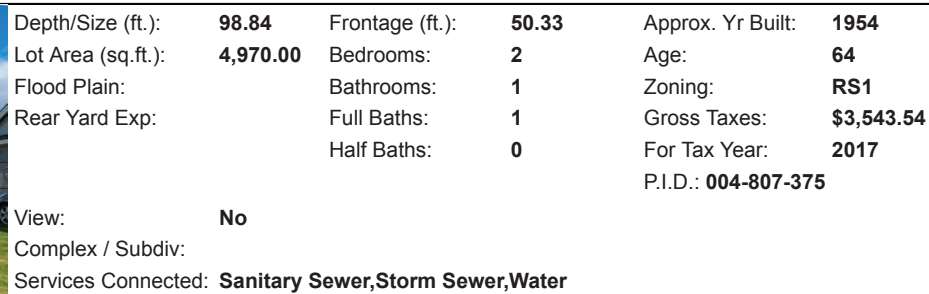 Depth/Size (ft.): 98.84 Frontage (ft.): 50.33 Approx. Yr Built: 1954
Lot Area (sq.ft.): 4,970.00 Bedrooms: 2 Age: 64
Flood Plain: Bathrooms: 1 Zoning: RS1
Rear Yard Exp: Full Baths: 1 Gross Taxes: $3,543.54
Half Baths: 0 For Tax Year: 2017
P.I.D.: 004-807-375
View: No
Complex / Subdiv:
Services Connected: Sanitary Sewer,Storm Sewer,Water